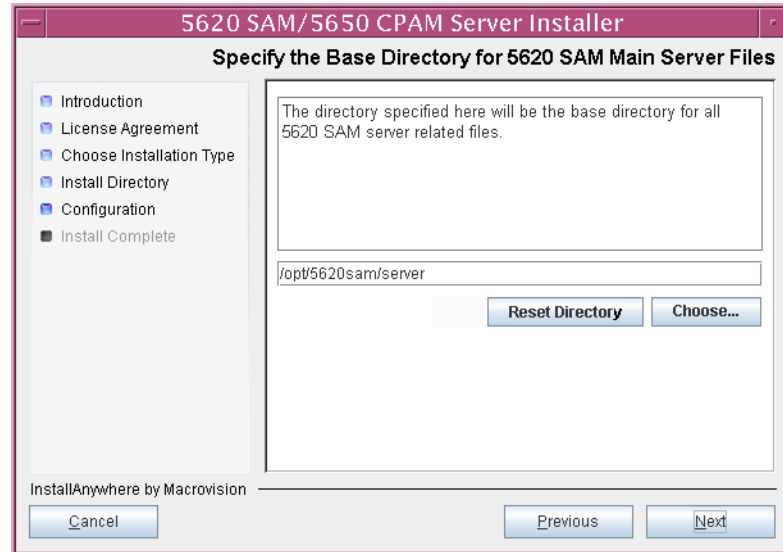 5620 SAM/5650 CPAM Server Installer
Specify the Base Directory for 5620 SAM Main Server Files
Introduction
License Agreement
Choose Installation Type
Install Directory
Configuration
Install Complete
The directory specified here will be the base directory for all
5620 SAM server related files.
/opt/5620sam/server
Reset Directory
Choose...
InstallAnywhere by Macrovision
Cancel
Previous
Next